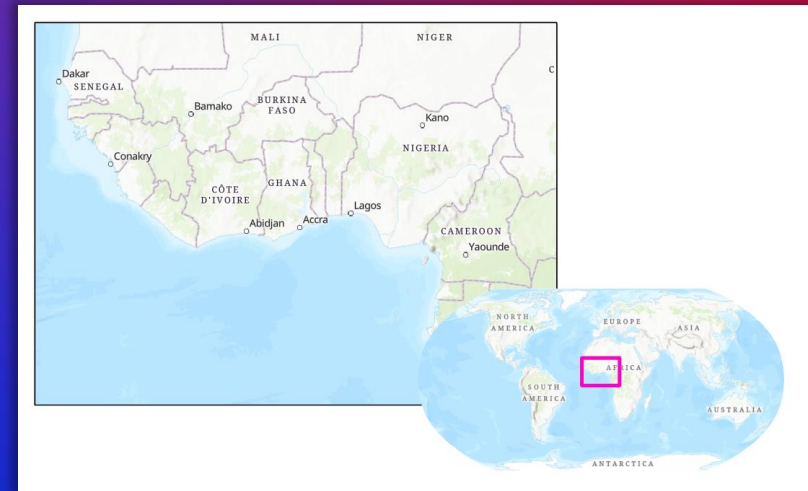 MALI
NIGER
Dakar
SENEGAL
C
Bamako
BURKINA
FASO
Kano
NIGERIA
Conakry
CÔTE
D'IVOIRE
GHANA
Abidjan
Accra
Lagos
CAMEROON
Yaounde
NORTH
AMERICA
EUROPE
ASIA
AFRICA
SOUTH
AMERICA
AUSTRALIA
ANTARCTICA